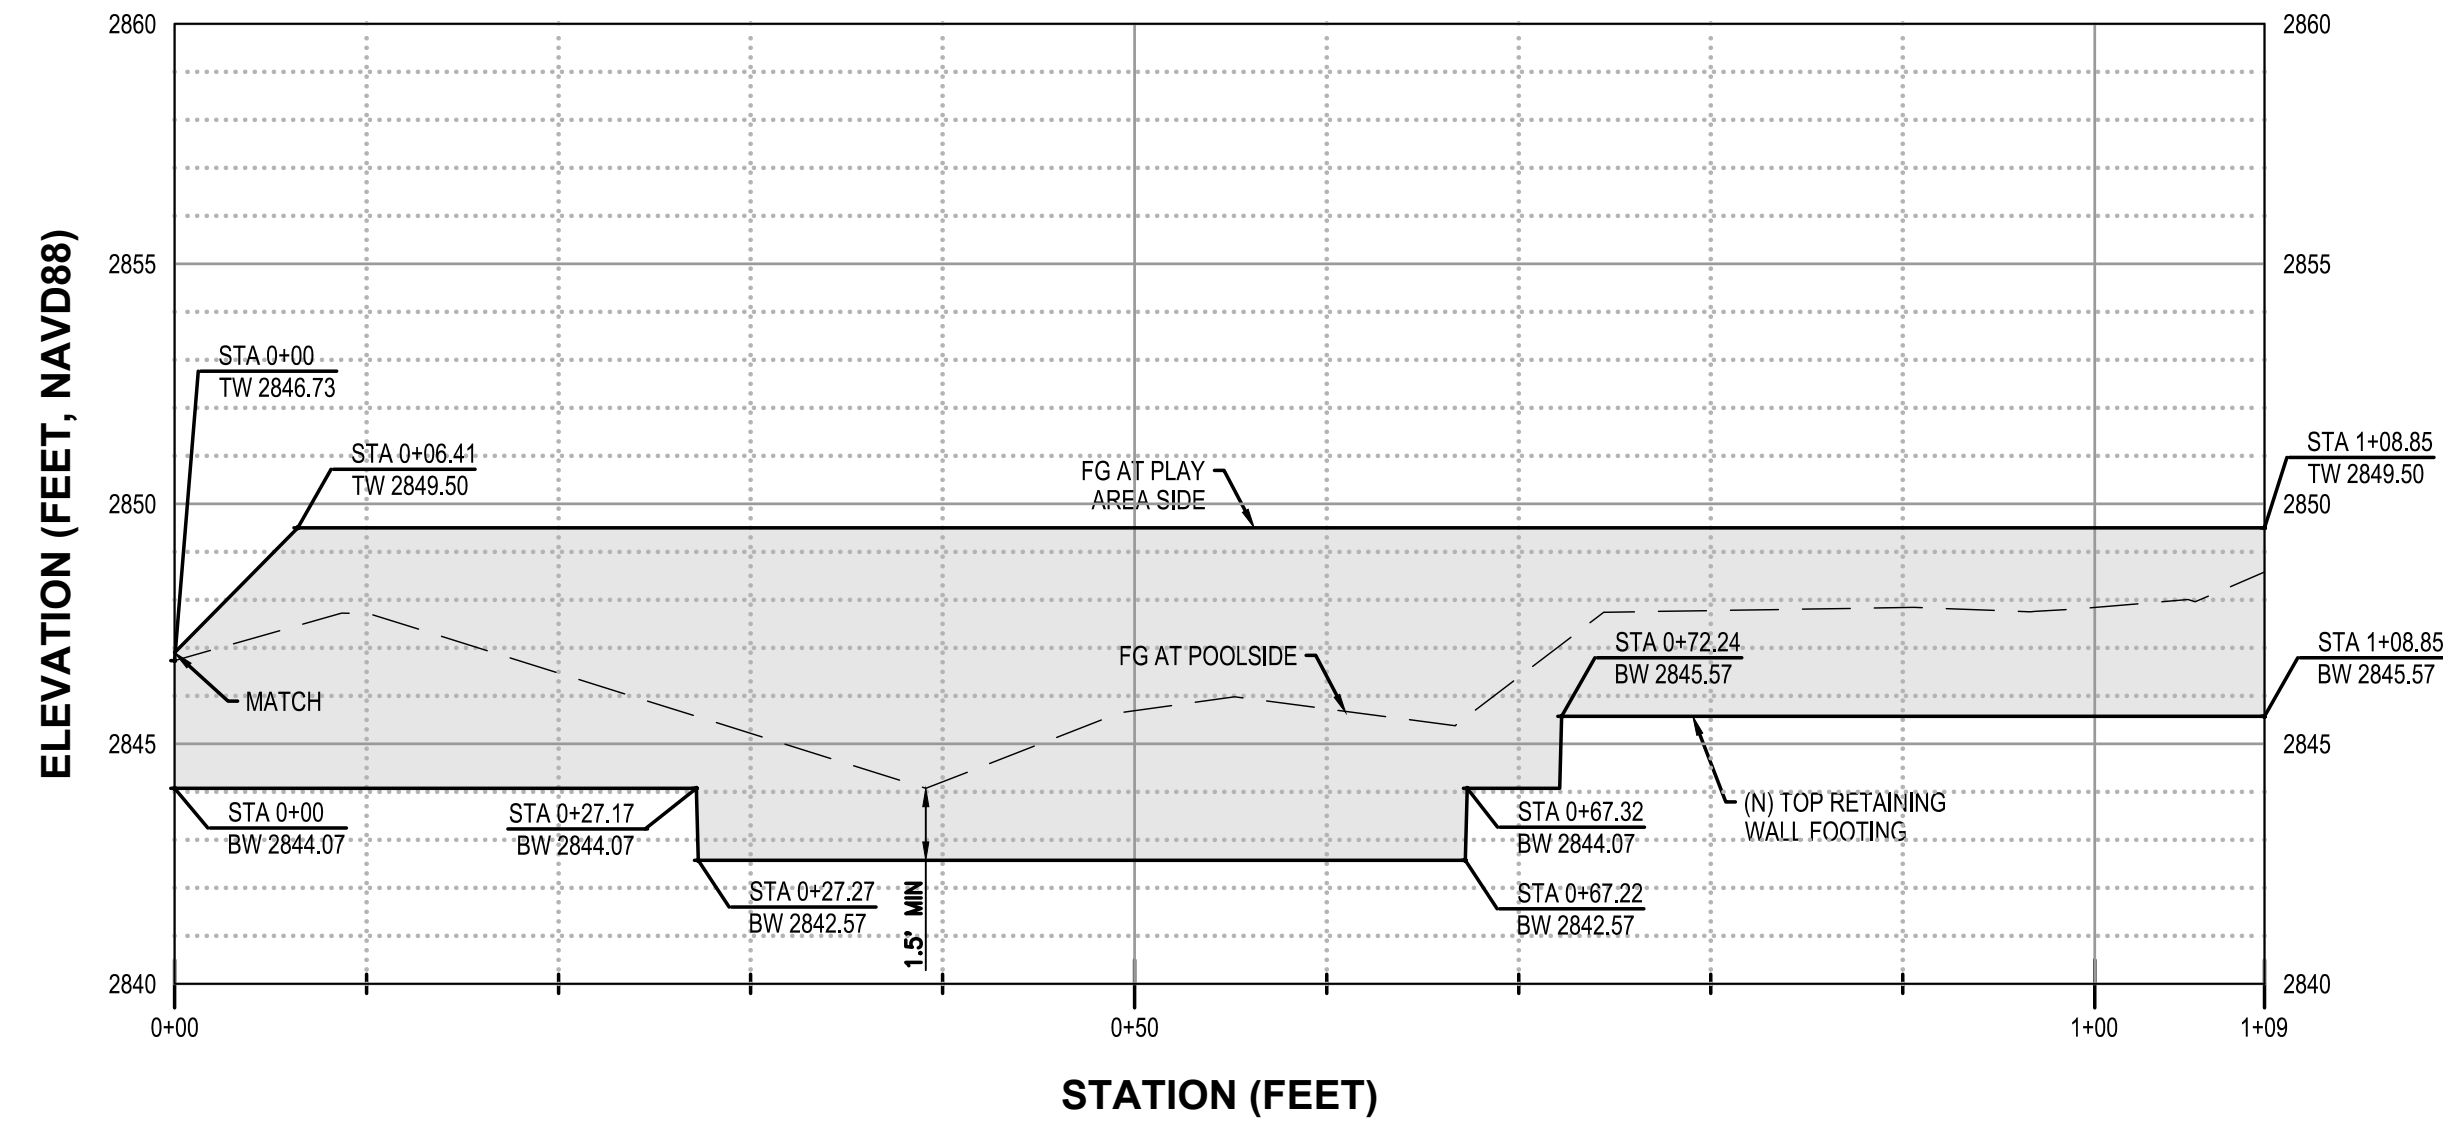 2860
2860
2855
2855
STA 0+00
TW 2846.73
STA 0+06.41
TW 2849.50
FG AT PLAY
AREA SIDE
STA 1+08.85
TW 2849.50
2850
2850
ELEVATION (FEET, NAVD88)
FG AT POOLSIDE
STA 0+72.24
BW 2845.57
STA 1+08.85
BW 2845.57
MATCH
2845
2845
STA 0+00
BW 2844.07
STA 0+27.17
BW 2844.07
STA 0+67.32
BW 2844.07
(N) TOP RETAINING
WALL FOOTING
STA 0+27.27
BW 2842.57
1.5' MIN
STA 0+67.22
BW 2842.57
2840
2840
0+00
0+50
1+00
1+09
STATION (FEET)